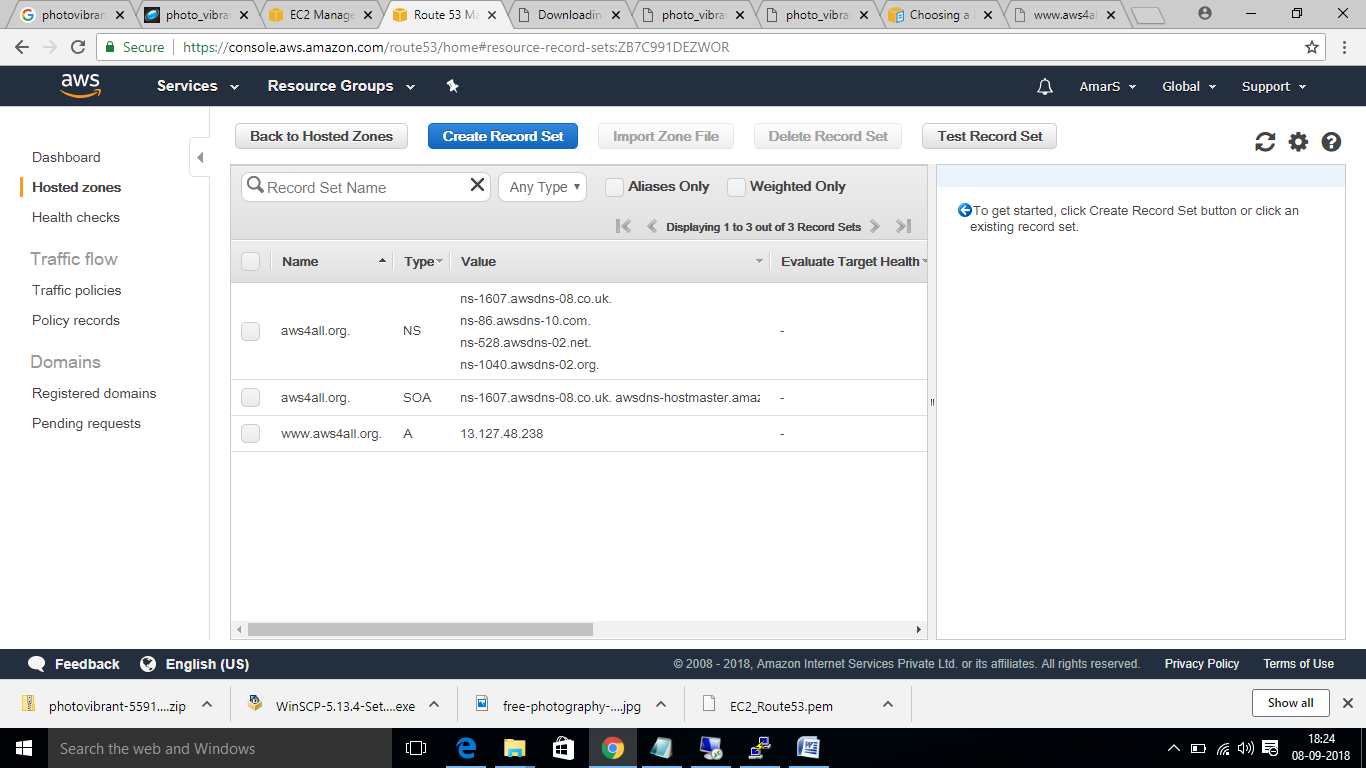 photovibran
photo_vibra
EC2 Manage
Route 53 Ma
Downloadin
photo_vibra
photo_vibra
Choosing a
www.aws4al
Secure
https://console.aws.amazon.com/route53/home#resource-record-sets:ZB7C991DEZWOR
aws
Services
Resource Groups
AmarS
Global
Support
Dashboard
Hosted zones
Health checks
Traffic flow
Traffic policies
Policy records
Domains
Registered domains
Pending requests
Back to Hosted Zones
Create Record Set
Import Zone File
Delete Record Set
Test Record Set
Record Set Name
Any Type
Aliases Only
Weighted Only
Displaying 1 to 3 out of 3 Record Sets
Name
Type
Value
Evaluate Target Health
aws4all.org.
NS
ns-1607.awsdns-08.co.uk.
ns-86.awsdns-10.com.
ns-528.awsdns-02.net.
ns-1040.awsdns-02.org.
-
aws4all.org.
SOA
ns-1607.awsdns-08.co.uk. awsdns-hostmaster.amaz
-
www.aws4all.org.
A
13.127.48.238
-
To get started, click Create Record Set button or click an
existing record set.
Feedback
English (US)
© 2008 - 2018, Amazon Internet Services Private Ltd. or its affiliates. All rights reserved.
Privacy Policy
Terms of Use
photovibrant-5591....zip
WinSCP-5.13.4-Set....exe
free-photography-....jpg
EC2_Route53.pem
Show all
Search the web and Windows
18:24
08-09-2018